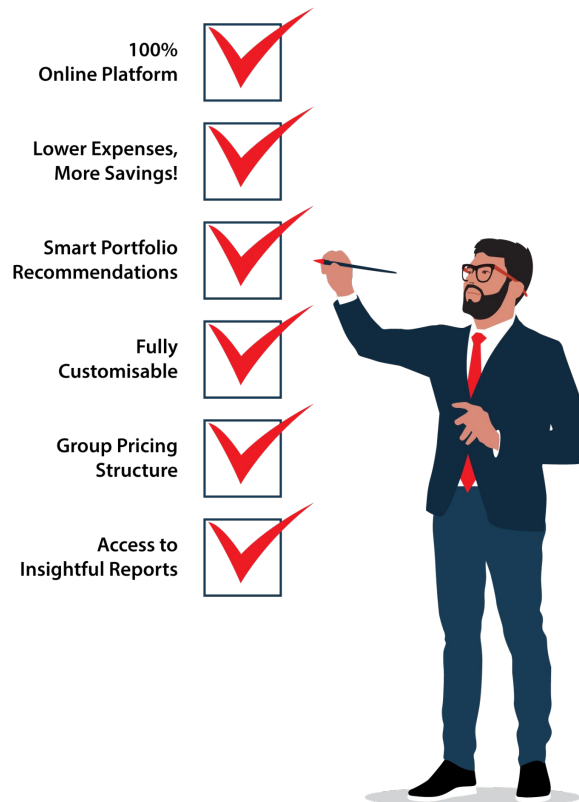 100%
Online Platform
Lower Expenses,
More Savings!
Smart Portfolio
Recommendations
Fully
Customisable
Group Pricing
Structure
Access to
Insightful Reports